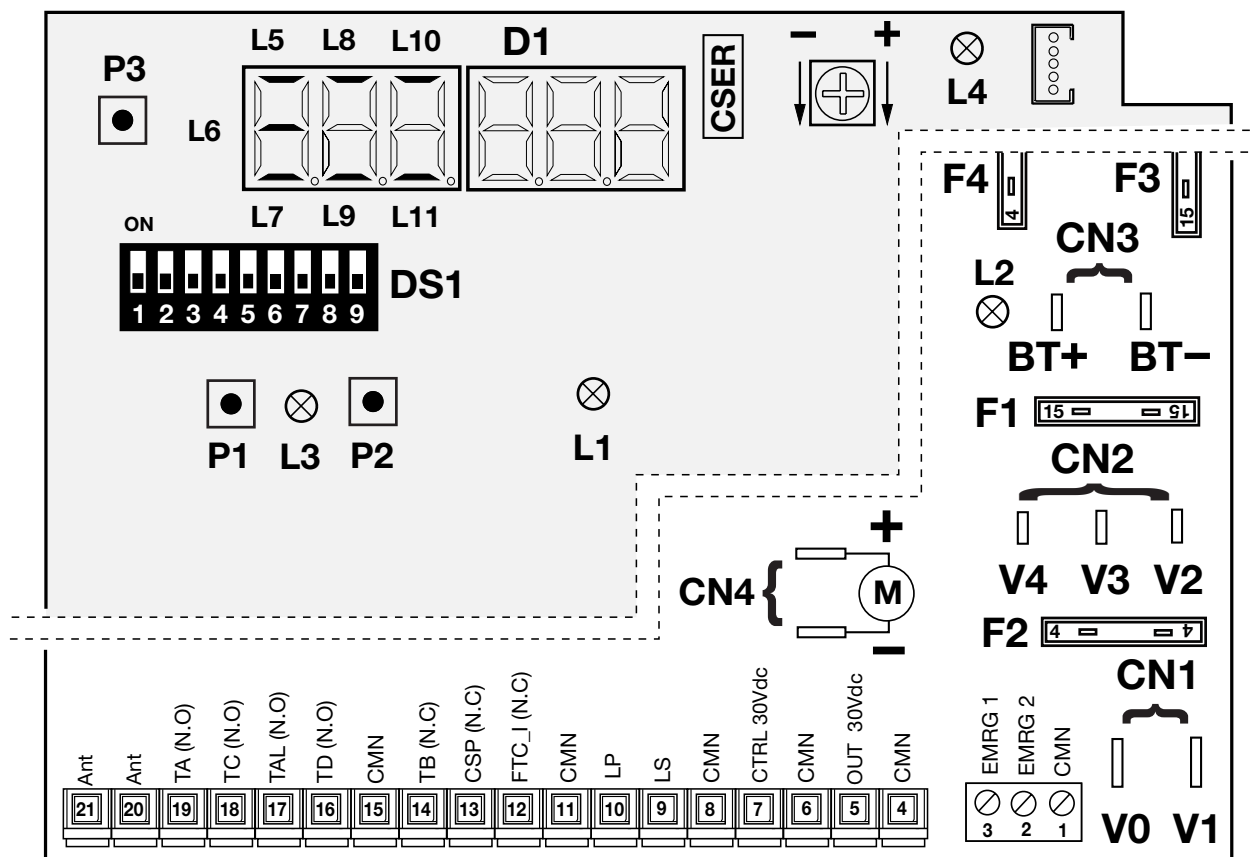 L5 L8 L10 D1 − +
P3
CSER
L4
L6
F4 F3
4 15
L7 L9 L11
ON
CN3
DS1
L2
1 2 3 4 5 6 7 8 9
BT+ BT−
F1 15 15
P1 L3 P2 L1
CN2
+
V4 V3 V2
CN4 { M
−
F2 4 4
CN1
Ant
Ant
TA (N.O)
TC (N.O)
TAL (N.O)
TD (N.O)
CMN
TB (N.C)
CSP (N.C)
FTC_I (N.C)
CMN
LP
LS
CMN
CTRL 30Vdc
CMN
OUT 30Vdc
CMN
EMRG 1
EMRG 2
CMN
21 20 19 18 17 16 15 14 13 12 11 10 9 8 7 6 5 4
3 2 1
V0 V1